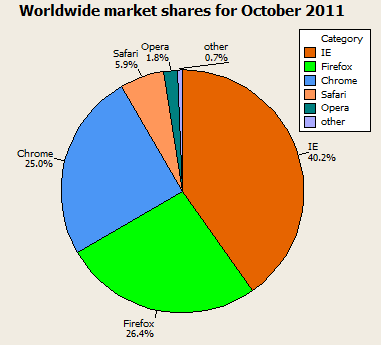 Worldwide market shares for October 2011
Category
IE
Firefox
Chrome
Safari
Opera
other
other
0.7%
Opera
1.8%
Safari
5.9%
Chrome
25.0%
IE
40.2%
Firefox
26.4%